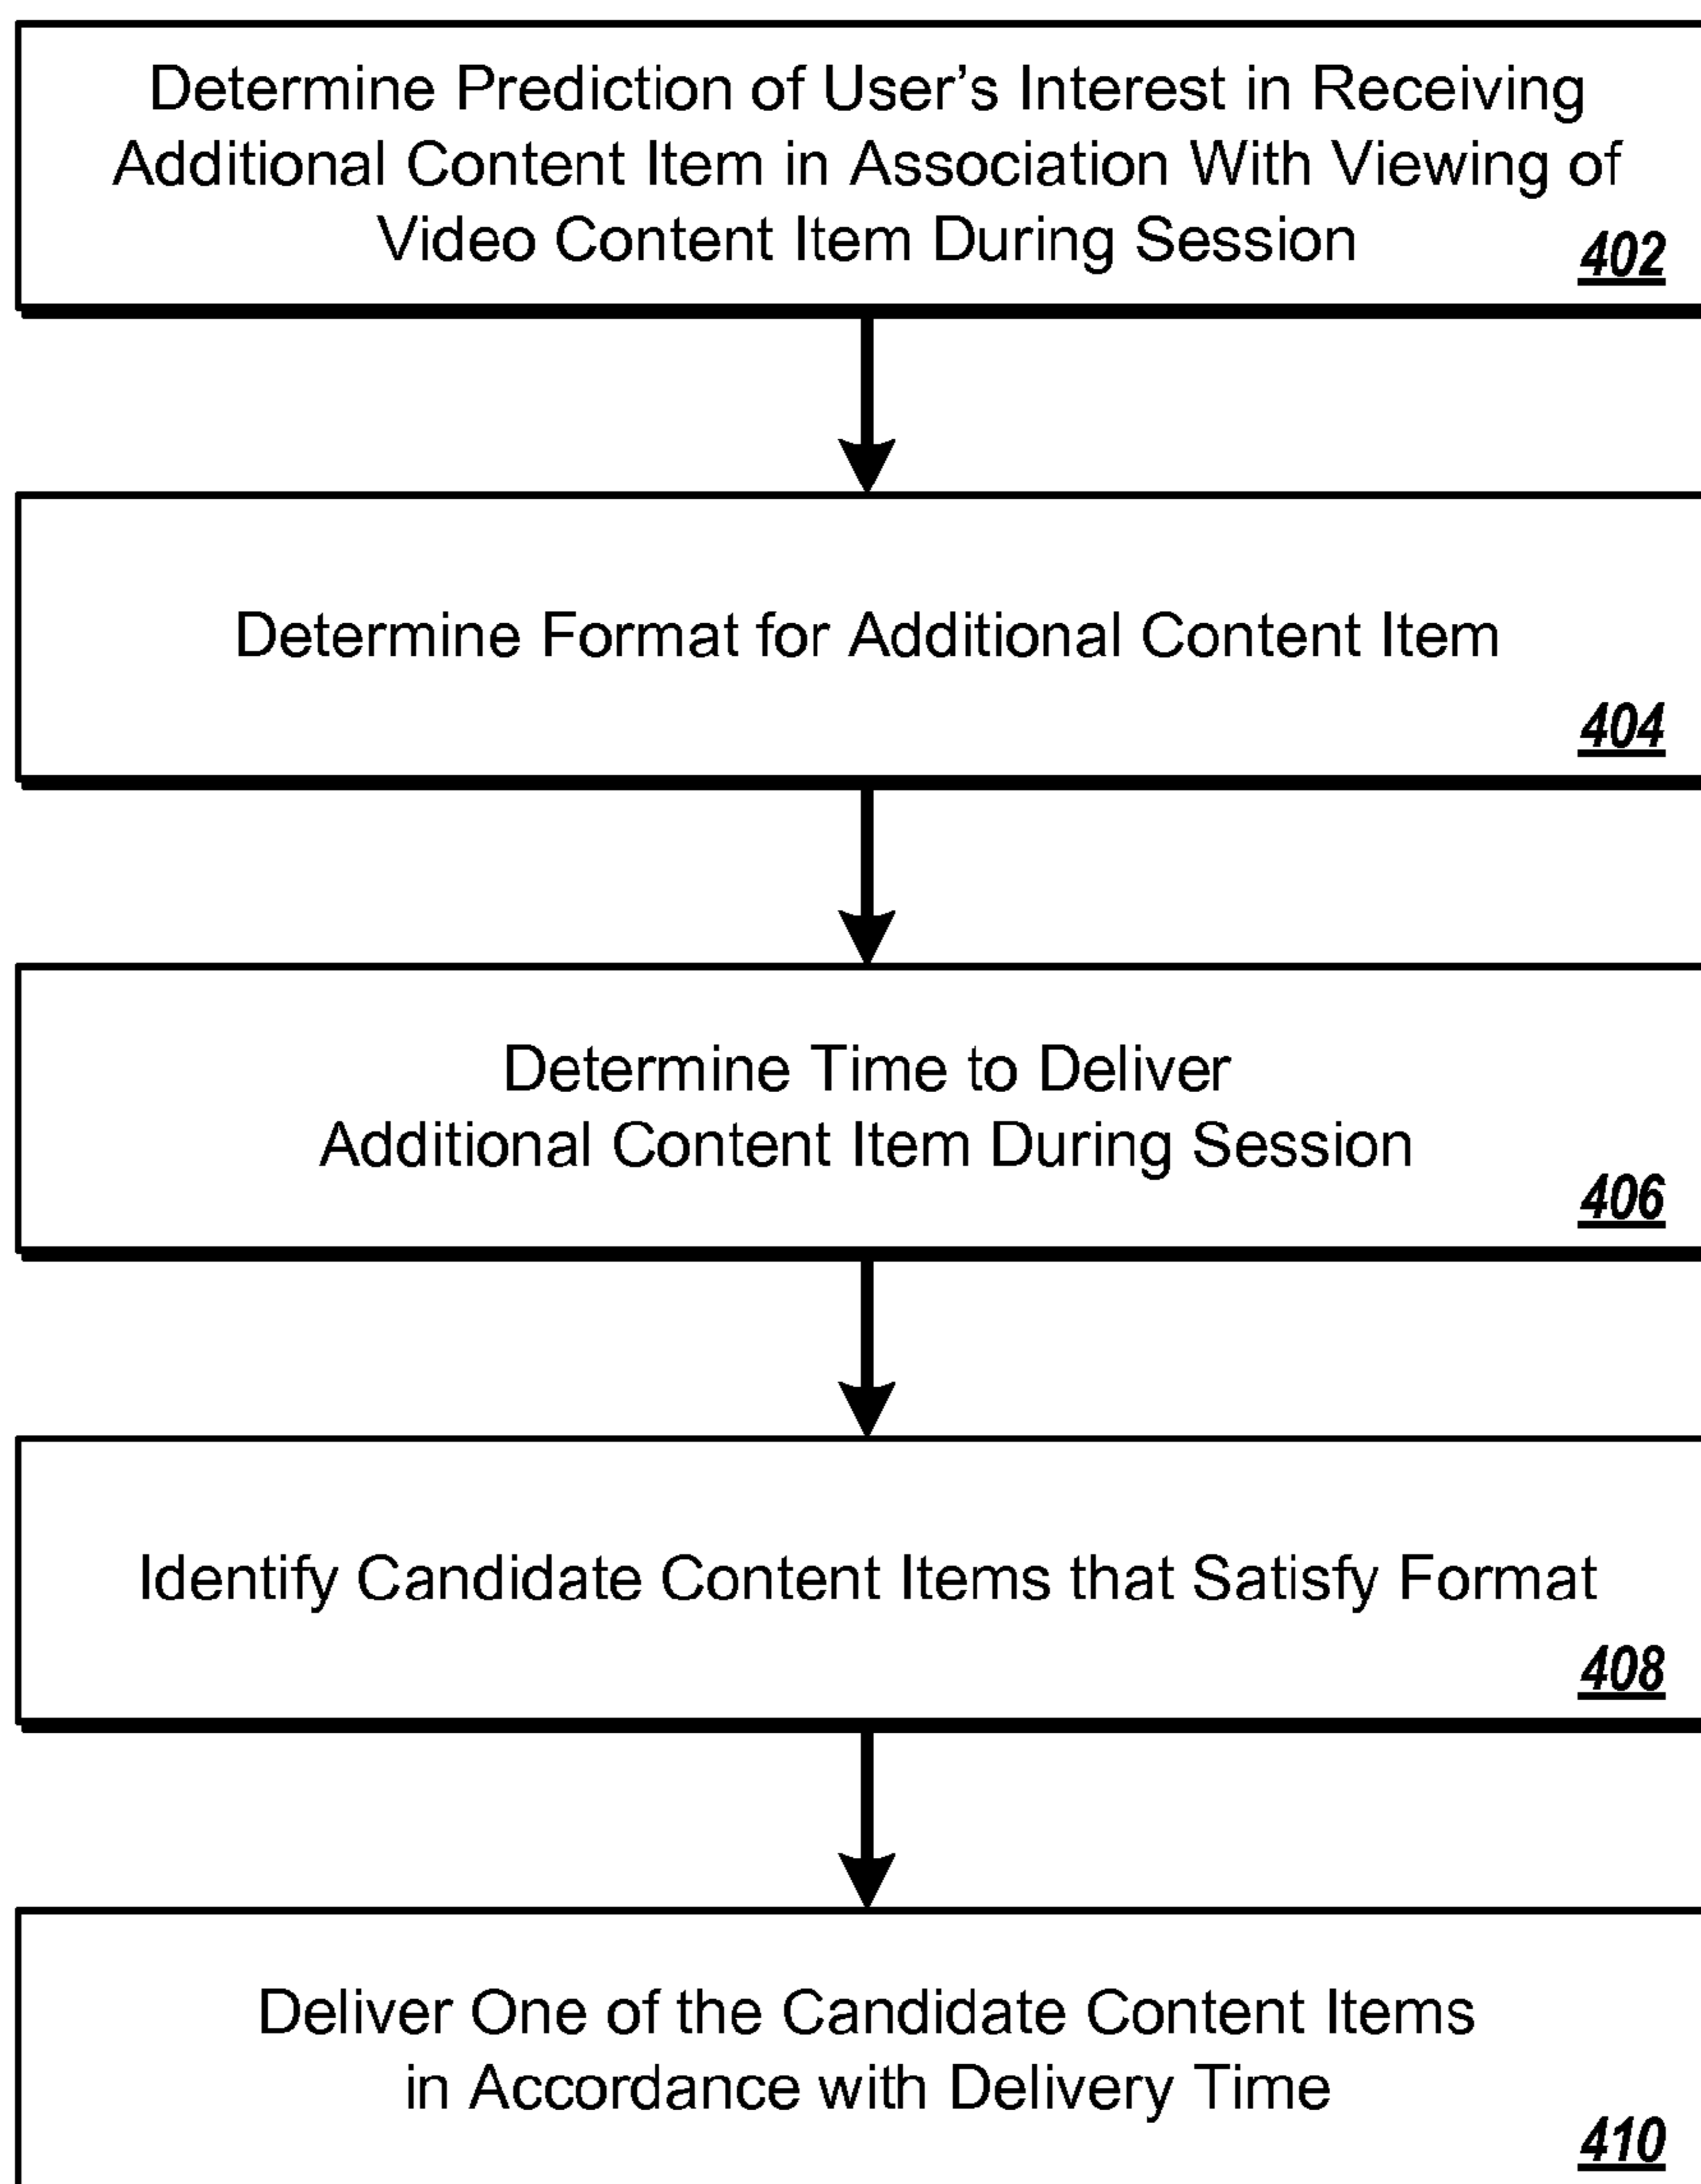 Determine Prediction of User’s Interest in Receiving
Additional Content Item in Association With Viewing of
Video Content Item During Session
402
Determine Format for Additional Content Item
404
Determine Time to Deliver
Additional Content Item During Session
406
Identify Candidate Content Items that Satisfy Format
408
Deliver One of the Candidate Content Items
in Accordance with Delivery Time
410